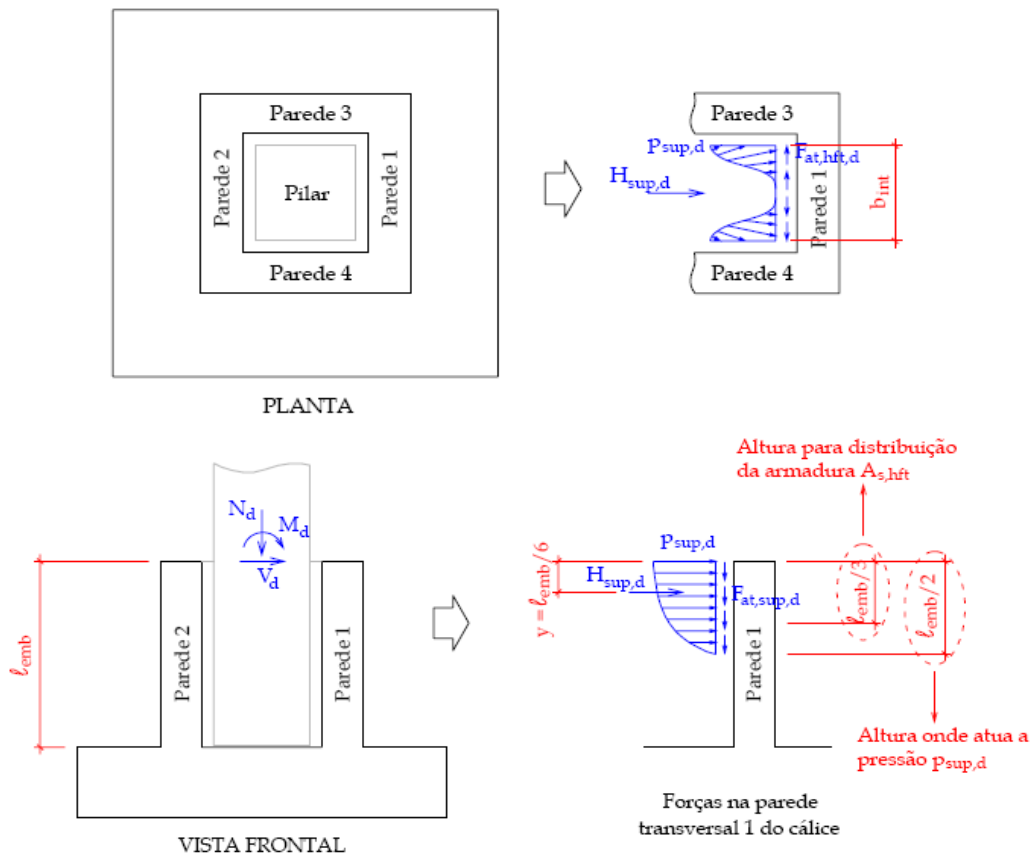 Parede 3
Parede 2
Pilar
Parede 1
Parede 4
PLANTA
Parede 3
psup,d
Fat,hft,d
Hsup,d
Parede 1
bint
Parede 4
Altura para distribuição
da armadura As,hft
Nd
Md
Vd
ℓemb
Parede 2
Parede 1
VISTA FRONTAL
y = ℓemb/6
psup,d
Hsup,d
Fat,sup,d
Parede 1
ℓemb/3
ℓemb/2
Altura onde atua a
pressão psup,d
Forças na parede
transversal 1 do cálice